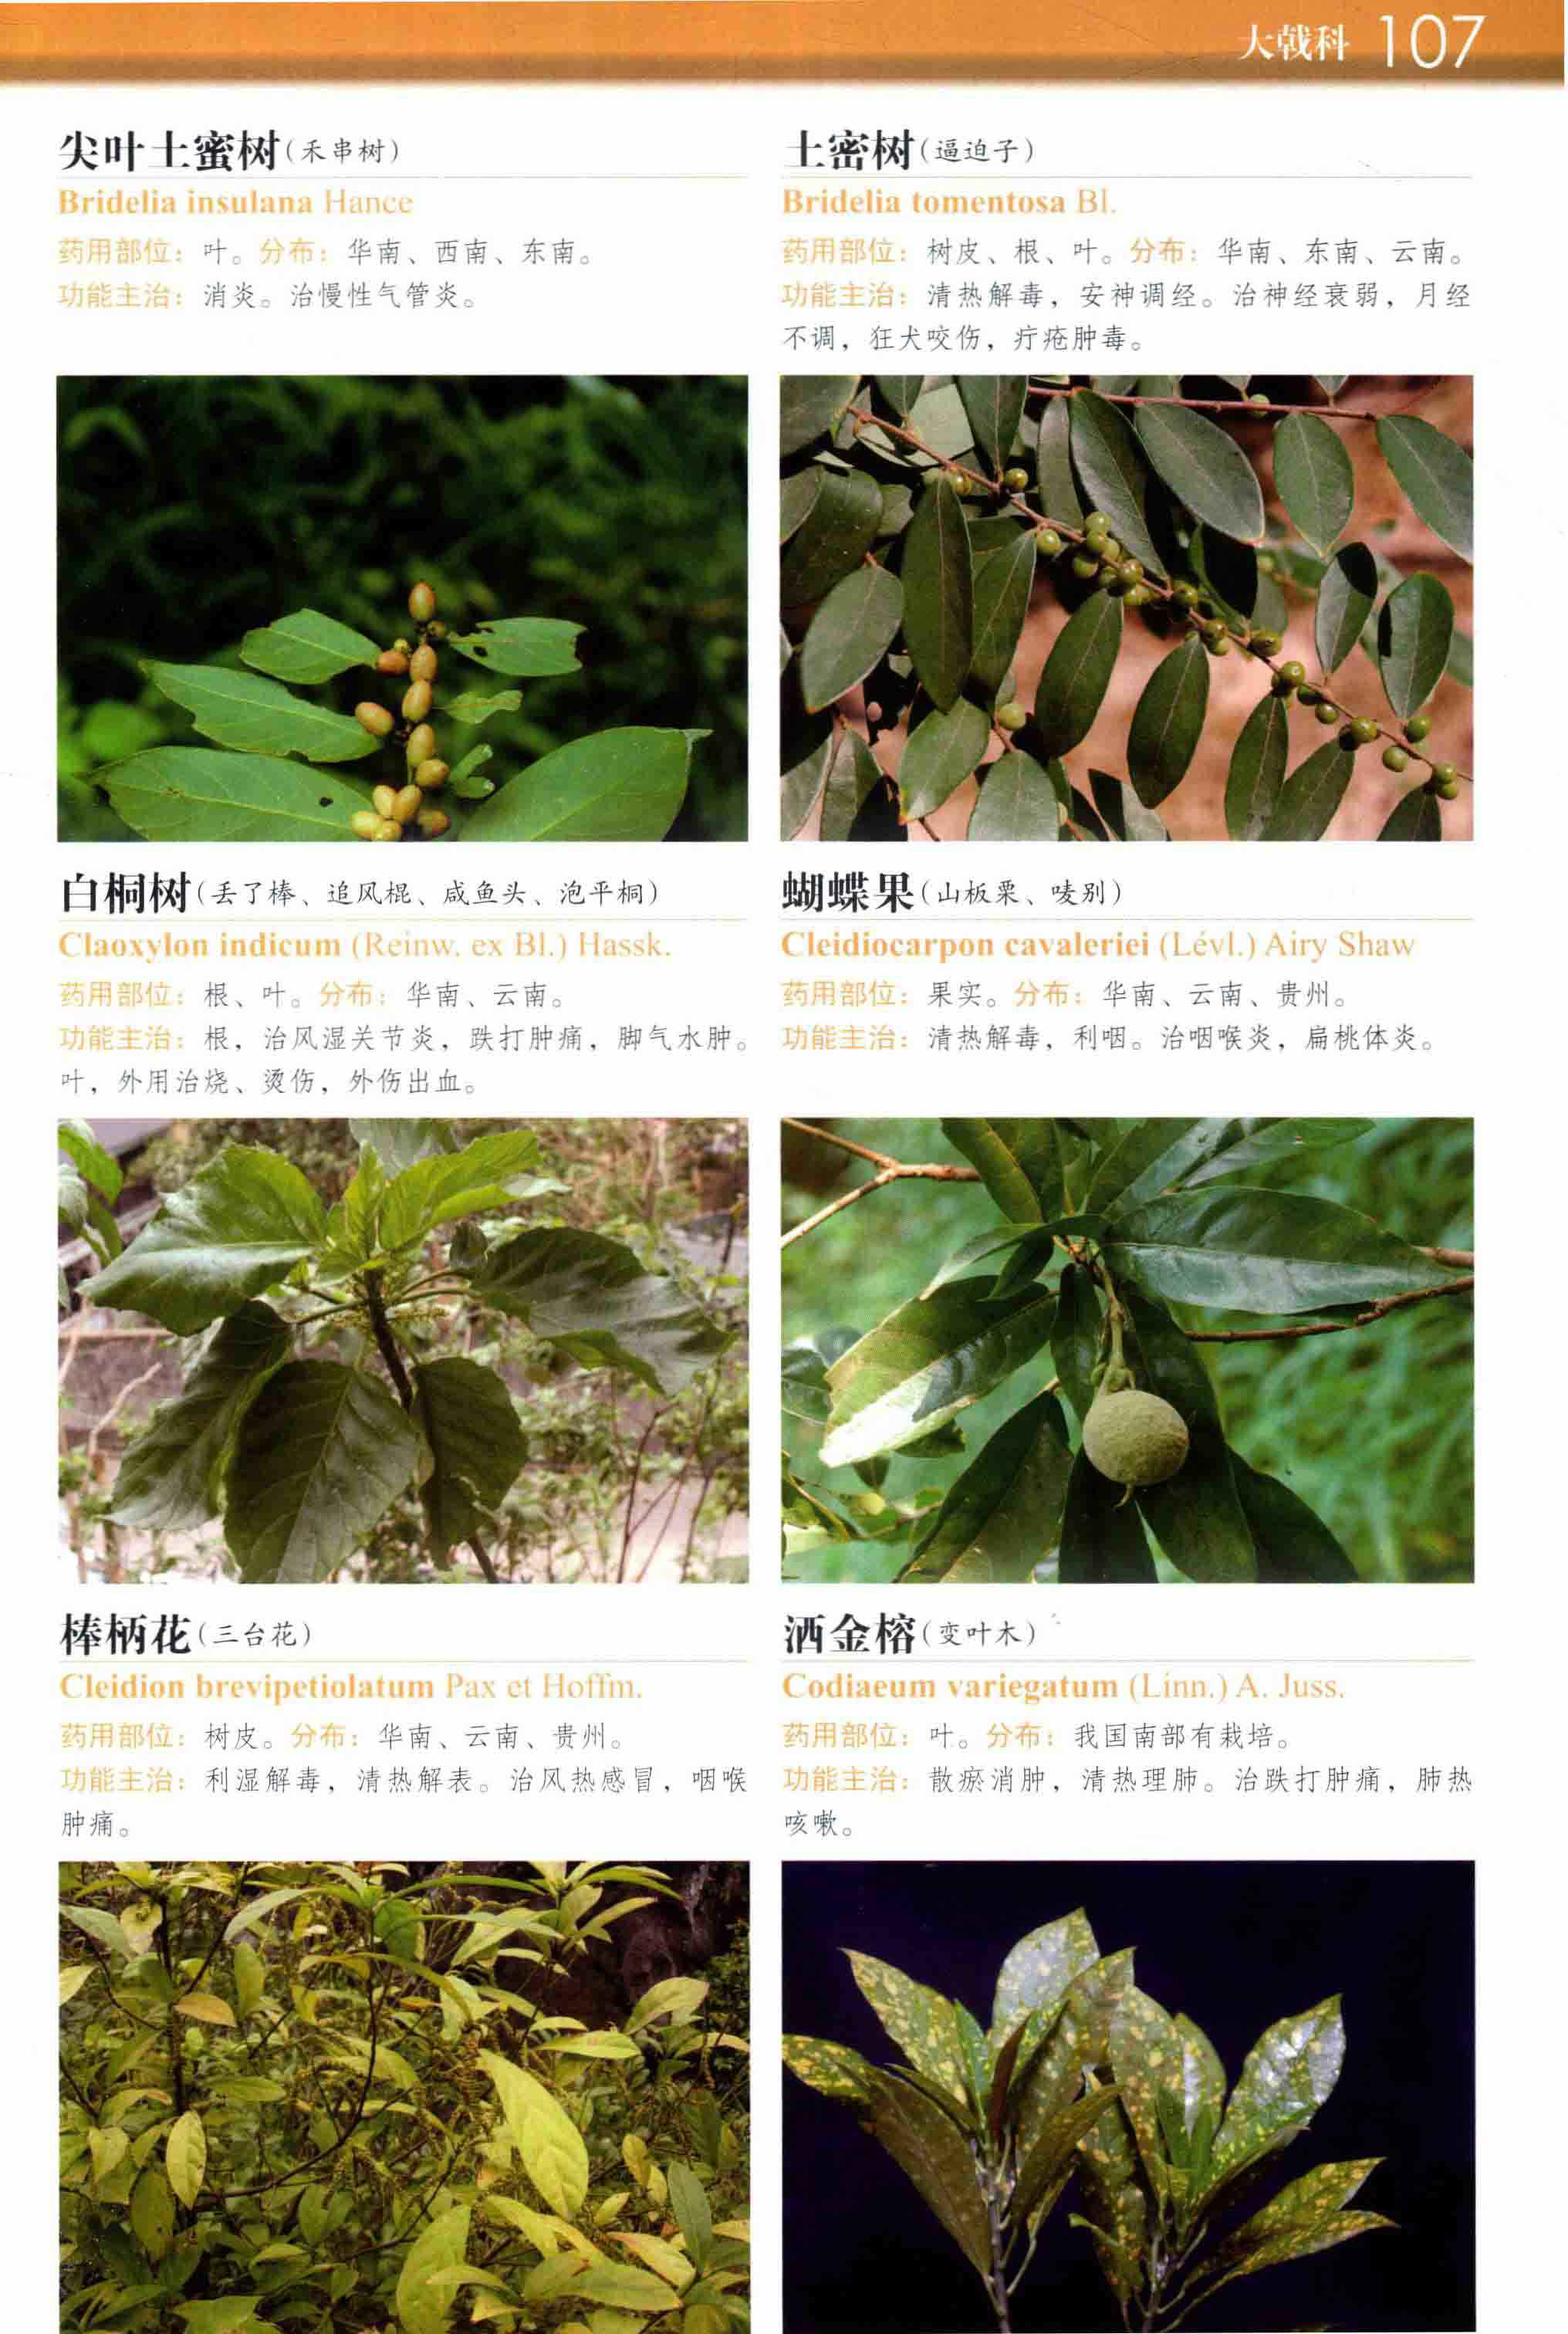 大戟科 107
尖叶土蜜树(禾串树)
Bridelia insulana Hance
药用部位：叶。分布：华南、西南、东南。
功能主治：消炎。治慢性气管炎。
土密树(逼迫子)
Bridelia tomentosa Bl.
药用部位：树皮、根、叶。分布：华南、东南、云南。
功能主治：清热解毒，安神调经。治神经衰弱，月经
不调，狂犬咬伤，疔疮肿毒。
白桐树(丢了棒、追风棍、咸鱼头、泡平桐)
Claoxylon indicum (Reinw. ex Bl.) Hassk.
药用部位：根、叶。分布：华南、云南。
功能主治：根，治风湿关节炎，跌打肿痛，脚气水肿。
叶，外用治烧、烫伤，外伤出血。
蝴蝶果(山板栗、唛别)
Cleidiocarpon cavaleriei (Lévl.) Airy Shaw
药用部位：果实。分布：华南、云南、贵州。
功能主治：清热解毒，利咽。治咽喉炎，扁桃体炎。
棒柄花(三台花)
Cleidion brevipetiolatum Pax et Hoffm.
药用部位：树皮。分布：华南、云南、贵州。
功能主治：利湿解毒，清热解表。治风热感冒，咽喉
肿痛。
洒金榕(变叶木)
Codiaeum variegatum (Linn.) A. Juss.
药用部位：叶。分布：我国南部有栽培。
功能主治：散瘀消肿，清热理肺。治跌打肿痛，肺热
咳嗽。